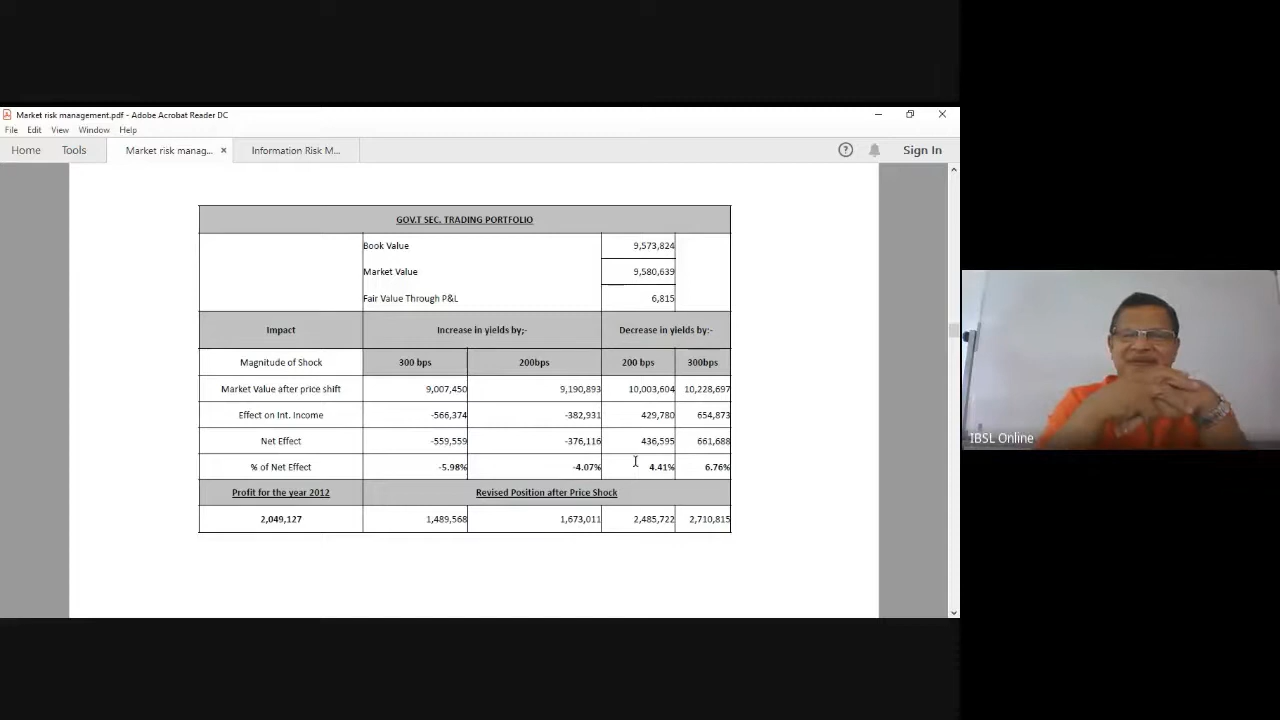 Market risk management.pdf - Adobe Acrobat Reader DC
File Edit View Window Help
Home Tools Market risk manag... × Information Risk M... ? Sign In
GOV.T SEC. TRADING PORTFOLIO
Book Value 9,573,824
Market Value 9,580,639
Fair Value Through P&L 6,815
Impact Increase in yields by;- Decrease in yields by:-
Magnitude of Shock 300 bps 200bps 200 bps 300bps
Market Value after price shift 9,007,450 9,190,893 10,003,604 10,228,697
Effect on Int. Income -566,374 -382,931 429,780 654,873
Net Effect -559,559 -376,116 436,595 661,688
% of Net Effect -5.98% -4.07% 4.41% 6.76%
Profit for the year 2012 Revised Position after Price Shock
2,049,127 1,489,568 1,673,011 2,485,722 2,710,815
IBSL Online